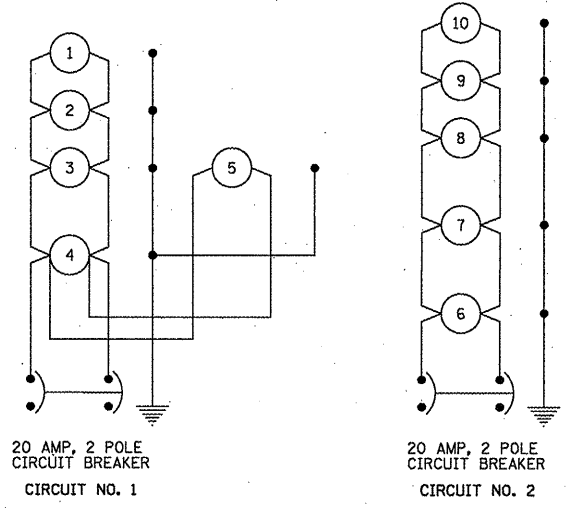 1
2
3
4
5
20 AMP, 2 POLE
CIRCUIT BREAKER
CIRCUIT NO. 1
10
9
8
7
6
20 AMP, 2 POLE
CIRCUIT BREAKER
CIRCUIT NO. 2